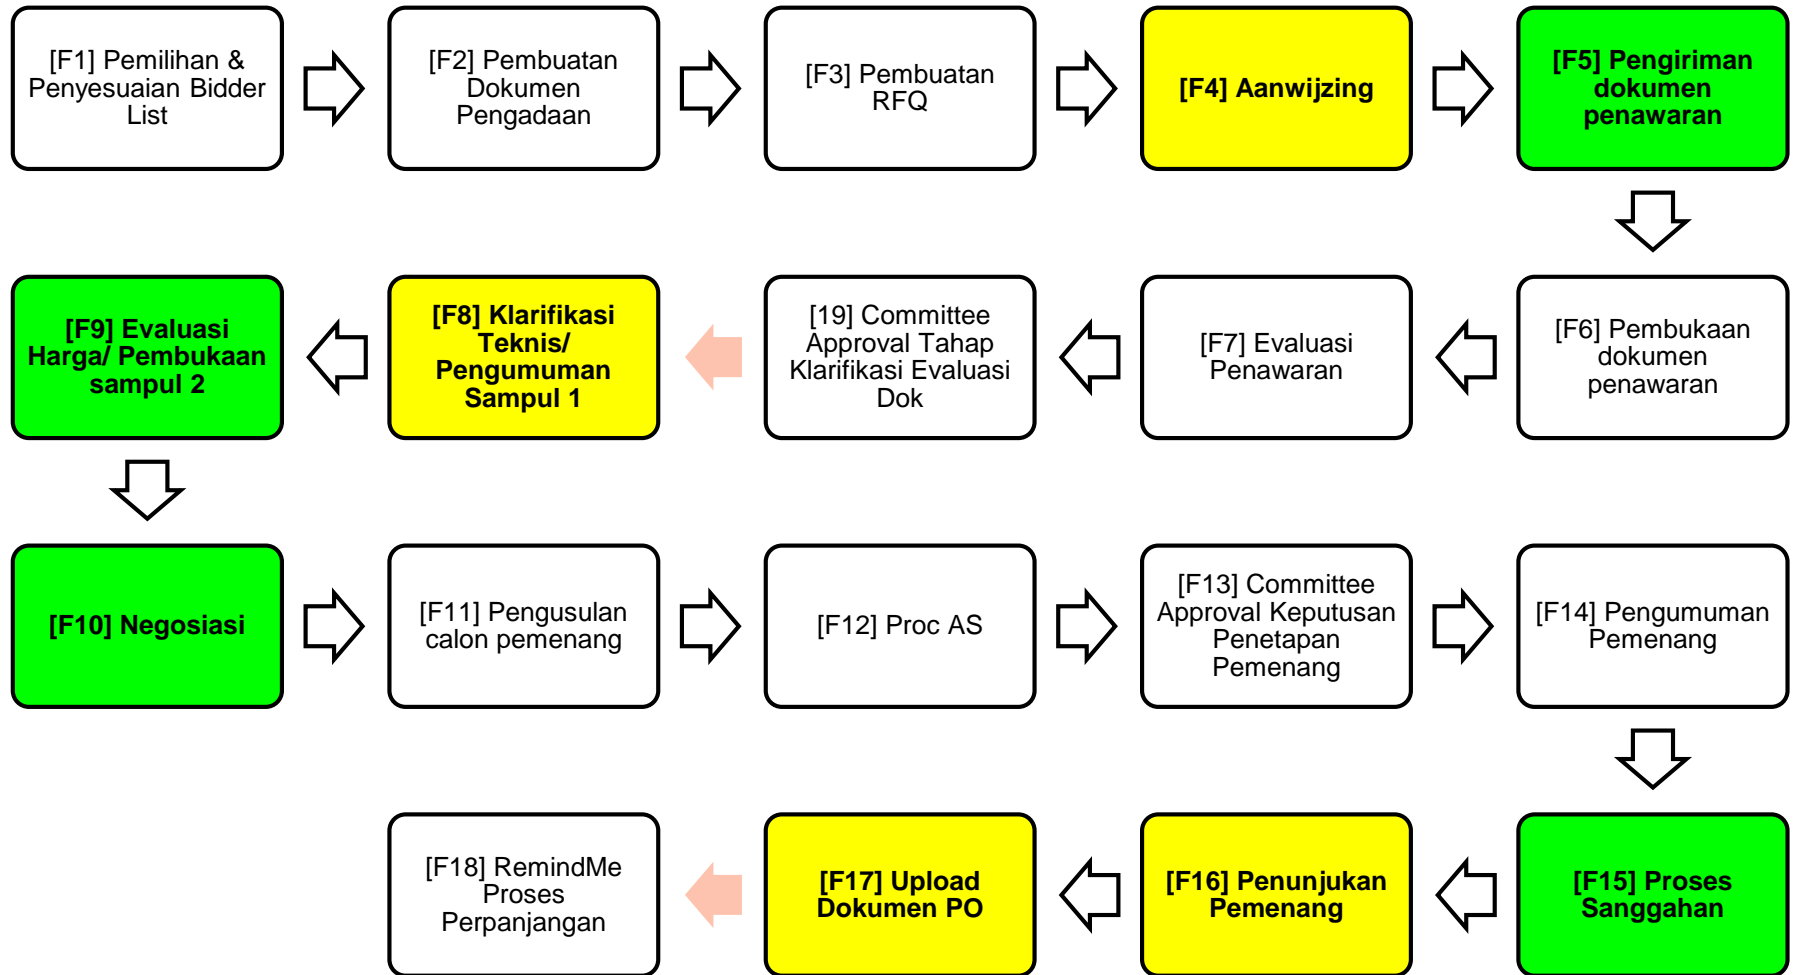 [F1] Pemilihan &
Penyesuaian Bidder
List
[F2] Pembuatan
Dokumen
Pengadaan
[F3] Pembuatan
RFQ
[F4] Aanwijzing
[F5] Pengiriman
dokumen
penawaran
[F6] Pembukaan
dokumen
penawaran
[F7] Evaluasi
Penawaran
[19] Committee
Approval Tahap
Klarifikasi Evaluasi
Dok
[F8] Klarifikasi
Teknis/
Pengumuman
Sampul 1
[F9] Evaluasi
Harga/ Pembukaan
sampul 2
[F10] Negosiasi
[F11] Pengusulan
calon pemenang
[F12] Proc AS
[F13] Committee
Approval Keputusan
Penetapan
Pemenang
[F14] Pengumuman
Pemenang
[F15] Proses
Sanggahan
[F16] Penunjukan
Pemenang
[F17] Upload
Dokumen PO
[F18] RemindMe
Proses
Perpanjangan